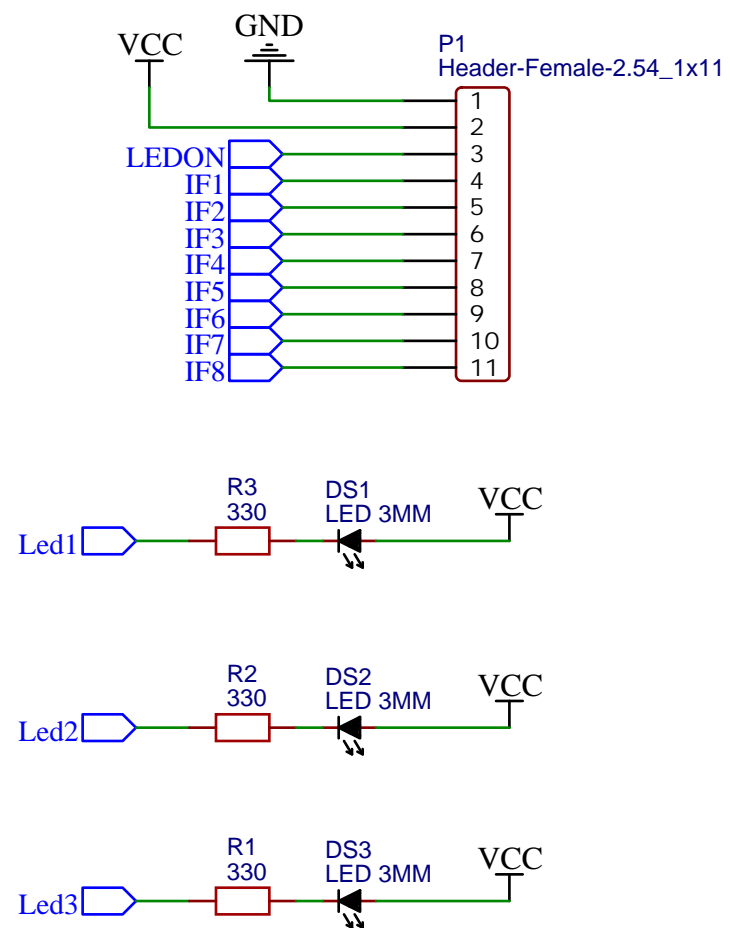 GND
VCC
P1
Header-Female-2.54_1x11
1
2
LEDON
3
IF1
4
IF2
5
IF3
6
IF4
7
IF5
8
IF6
9
IF7
10
IF8
11
R3
330
DS1
LED 3MM
VCC
Led1
R2
330
DS2
LED 3MM
VCC
Led2
R1
330
DS3
LED 3MM
VCC
Led3